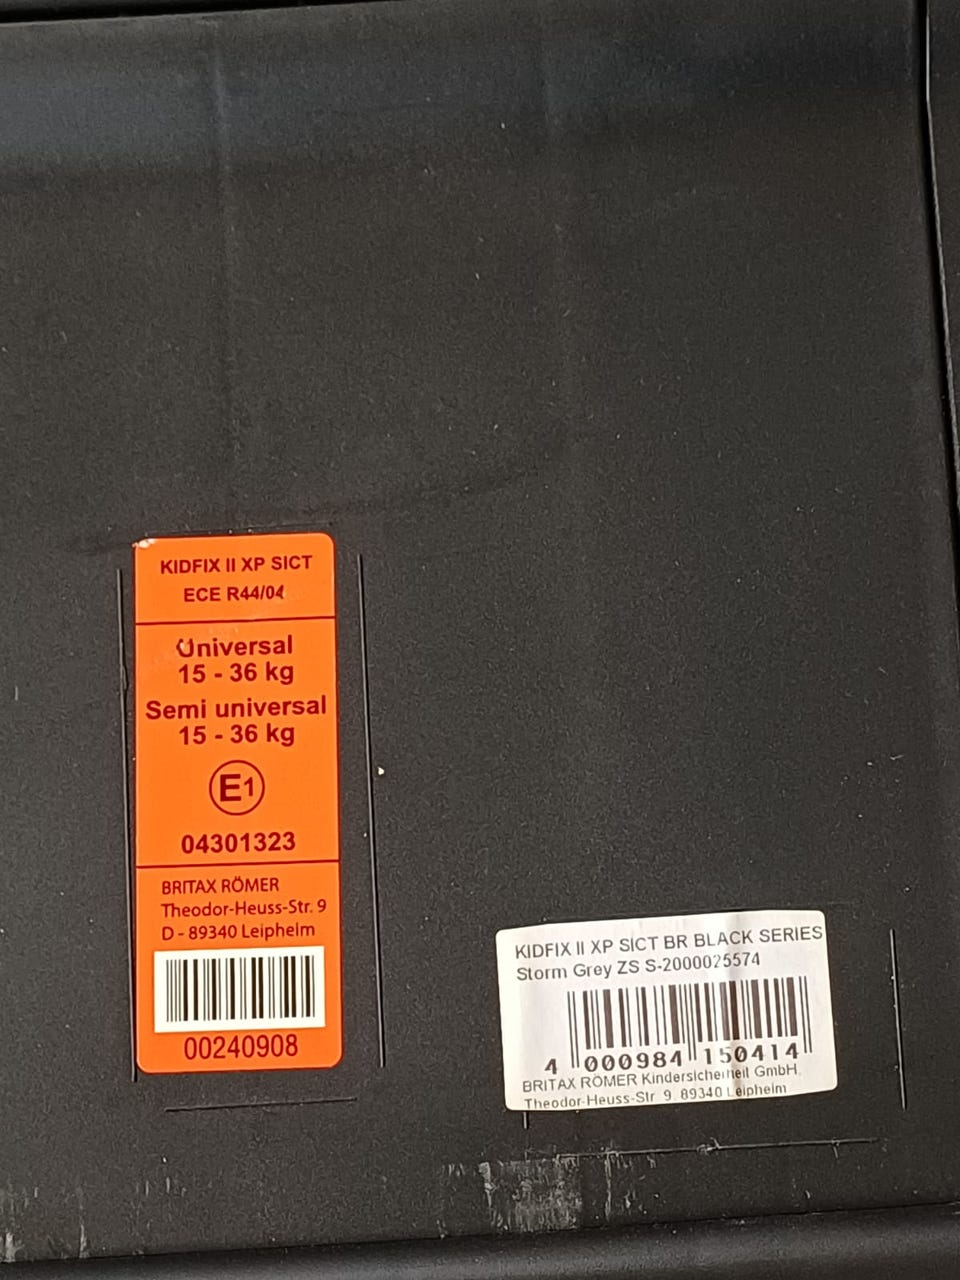 KIDFIX II XP SICT
ECE R44/04
Universal
15 - 36 kg
Semi universal
15 - 36 kg
E1
04301323
BRITAX RÖMER
Theodor-Heuss-Str. 9
D - 89340 Leipheim
00240908
KIDFIX II XP SICT BR BLACK SERIES
Storm Grey ZS S-2000025574
4 000984 150414
BRITAX RÖMER Kindersicherheit GmbH,
Theodor-Heuss-Str. 9, 89340 Leipheim